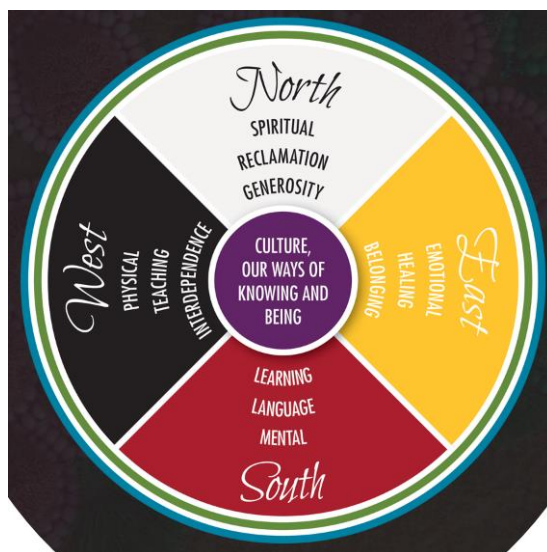 North
SPIRITUAL
RECLAMATION
GENEROSITY
East
EMOTIONAL
HEALING
BELONGING
LEARNING
LANGUAGE
MENTAL
South
West
PHYSICAL
TEACHING
INTERDEPENDENCE
CULTURE,
OUR WAYS OF
KNOWING AND
BEING